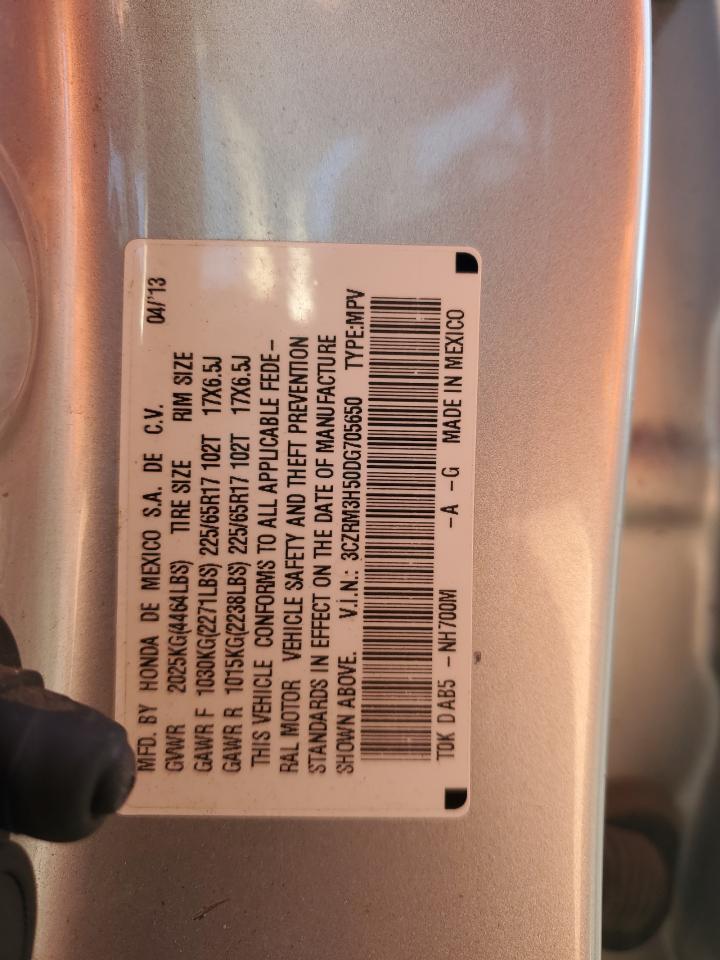 MFD. BY HONDA DE MEXICO S.A. DE C.V. 04/'13
GVWR 2025KG(4464LBS) TIRE SIZE RIM SIZE
GAWR F 1030KG(2271LBS) 225/65R17 102T 17X6.5J
GAWR R 1015KG(2238LBS) 225/65R17 102T 17X6.5J
THIS VEHICLE CONFORMS TO ALL APPLICABLE FEDE-
RAL MOTOR VEHICLE SAFETY AND THEFT PREVENTION
STANDARDS IN EFFECT ON THE DATE OF MANUFACTURE
SHOWN ABOVE. V.I.N.: 3CZRM3H50DG705650 TYPE:MPV
T0K D AB5 -NH700M -A -G MADE IN MEXICO